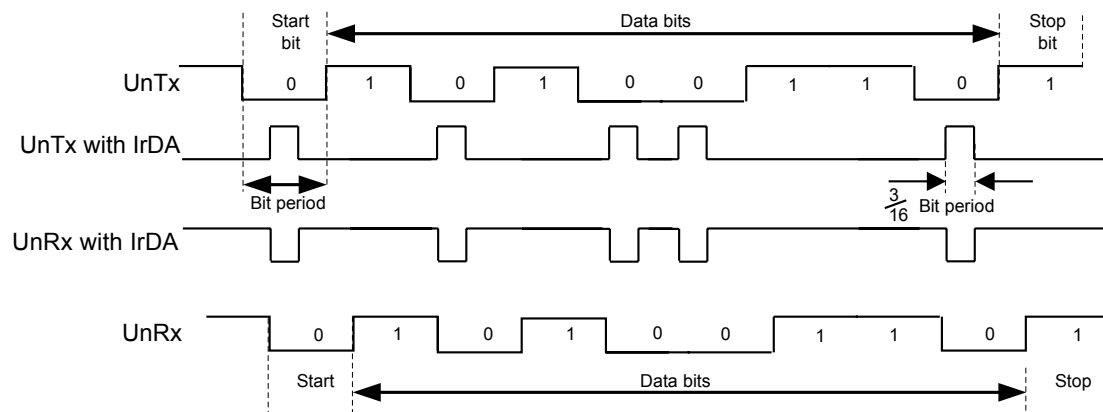 Start bit
Data bits
Stop bit
UnTx
0 1 0 1 0 0 1 1 0 1
UnTx with IrDA
Bit period
3/16 Bit period
UnRx with IrDA
UnRx
0 1 0 1 0 0 1 1 0 1
Start
Data bits
Stop